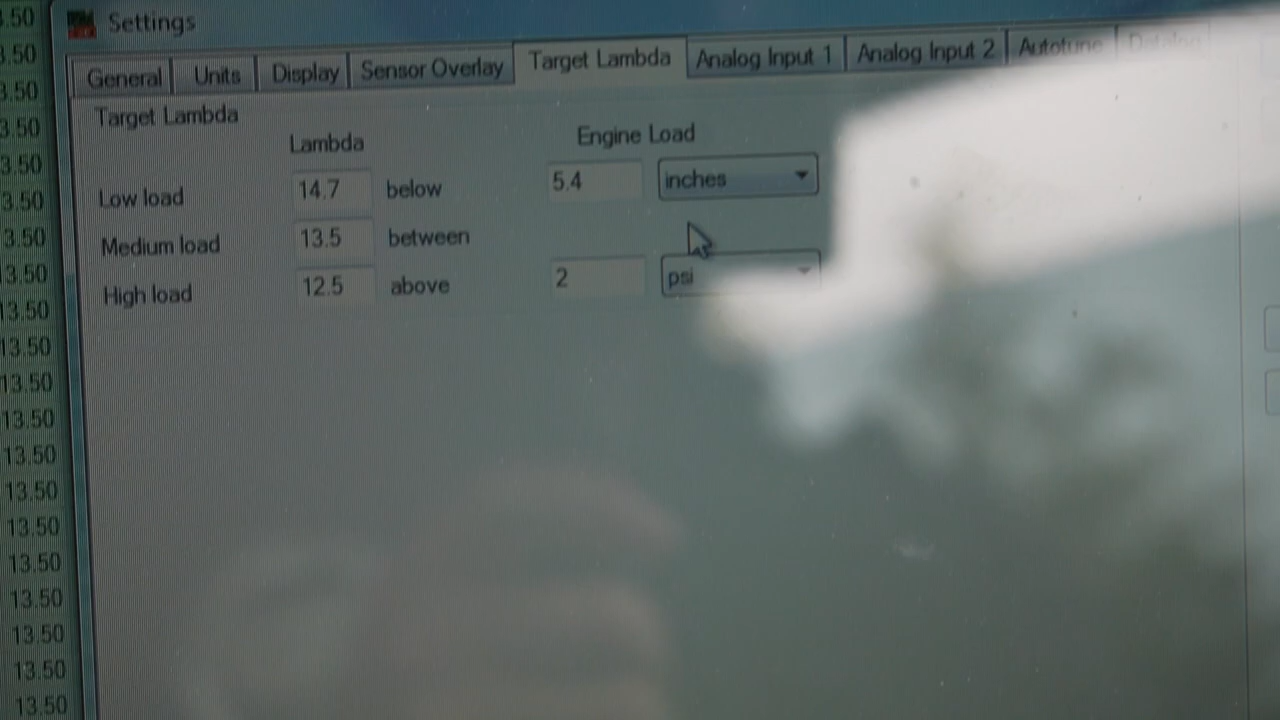 Settings
General Units Display Sensor Overlay Target Lambda Analog Input 1 Analog Input 2 Autotune Datalog
Target Lambda
Lambda Engine Load
Low load 14.7 below 5.4 inches
Medium load 13.5 between
High load 12.5 above 2 psi
3.50
3.50
3.50
3.50
3.50
3.50
3.50
13.50
13.50
13.50
13.50
13.50
13.50
13.50
13.50
13.50
13.50
13.50
13.50
13.50